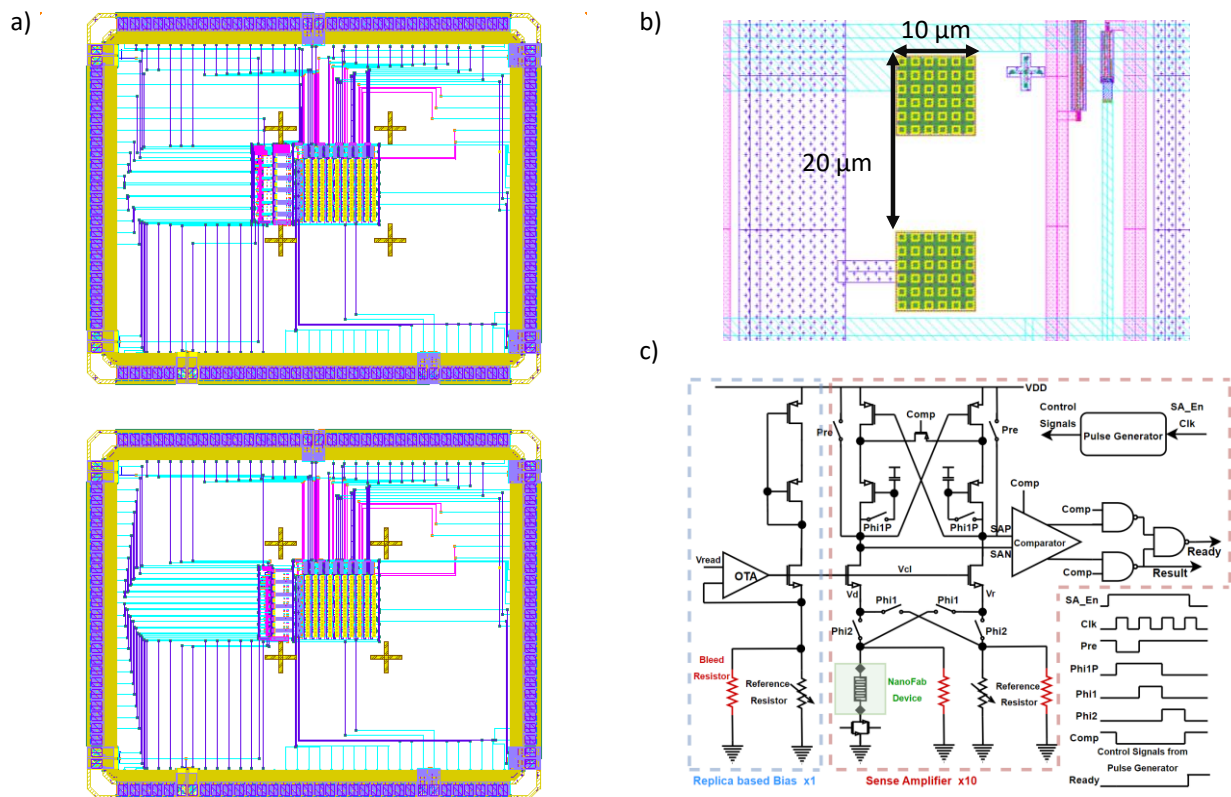 a)
b)
10 µm
20 µm
c)
VDD
Pre
Comp
Pre
Control
Signals
Pulse Generator
SA_En
Clk
Phi1P
Phi1P
SAP
SAN
Comp
Comparator
Comp
Comp
Ready
Result
Vread
OTA
Vcl
Vd
Vr
Phi1
Phi1
Phi2
Phi2
Bleed
Resistor
Reference
Resistor
NanoFab
Device
Reference
Resistor
SA_En
Clk
Pre
Phi1P
Phi1
Phi2
Comp
Control Signals from
Pulse Generator
Ready
Replica based Bias x1
Sense Amplifier x10